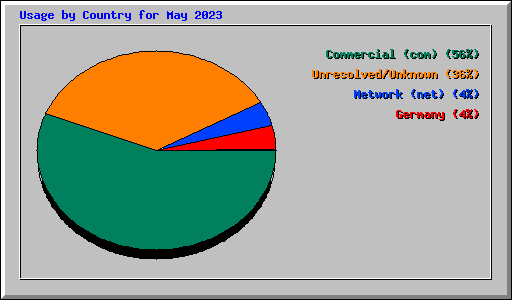 Usage by Country for May 2023
Commercial (com) (56%)
Unresolved/Unknown (36%)
Network (net) (4%)
Germany (4%)